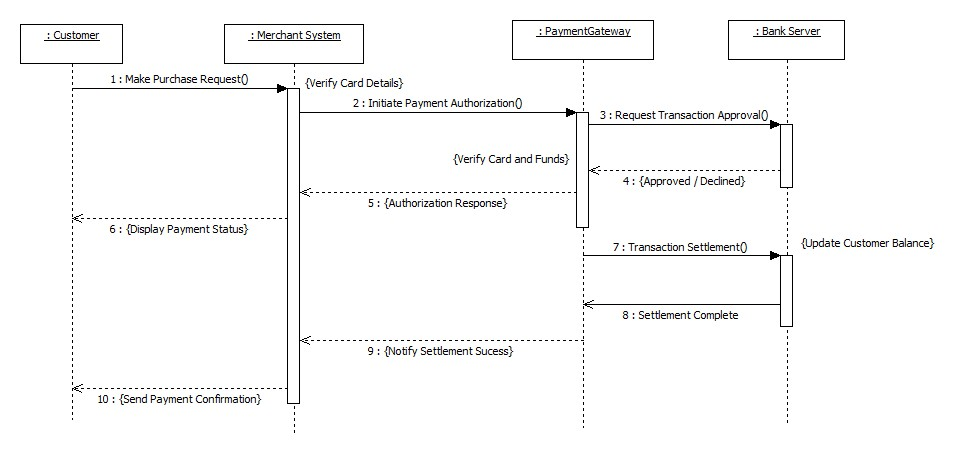 : Customer
: Merchant System
: PaymentGateway
: Bank Server
1 : Make Purchase Request()
{Verify Card Details}
2 : Initiate Payment Authorization()
3 : Request Transaction Approval()
{Verify Card and Funds}
4 : {Approved / Declined}
5 : {Authorization Response}
6 : {Display Payment Status}
7 : Transaction Settlement()
{Update Customer Balance}
8 : Settlement Complete
9 : {Notify Settlement Sucess}
10 : {Send Payment Confirmation}